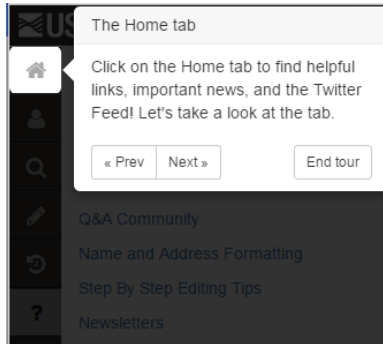 US
The Home tab
Click on the Home tab to find helpful
links, important news, and the Twitter
Feed! Let's take a look at the tab.
« Prev
Next »
End tour
Q&A Community
Name and Address Formatting
Step By Step Editing Tips
?
Newsletters